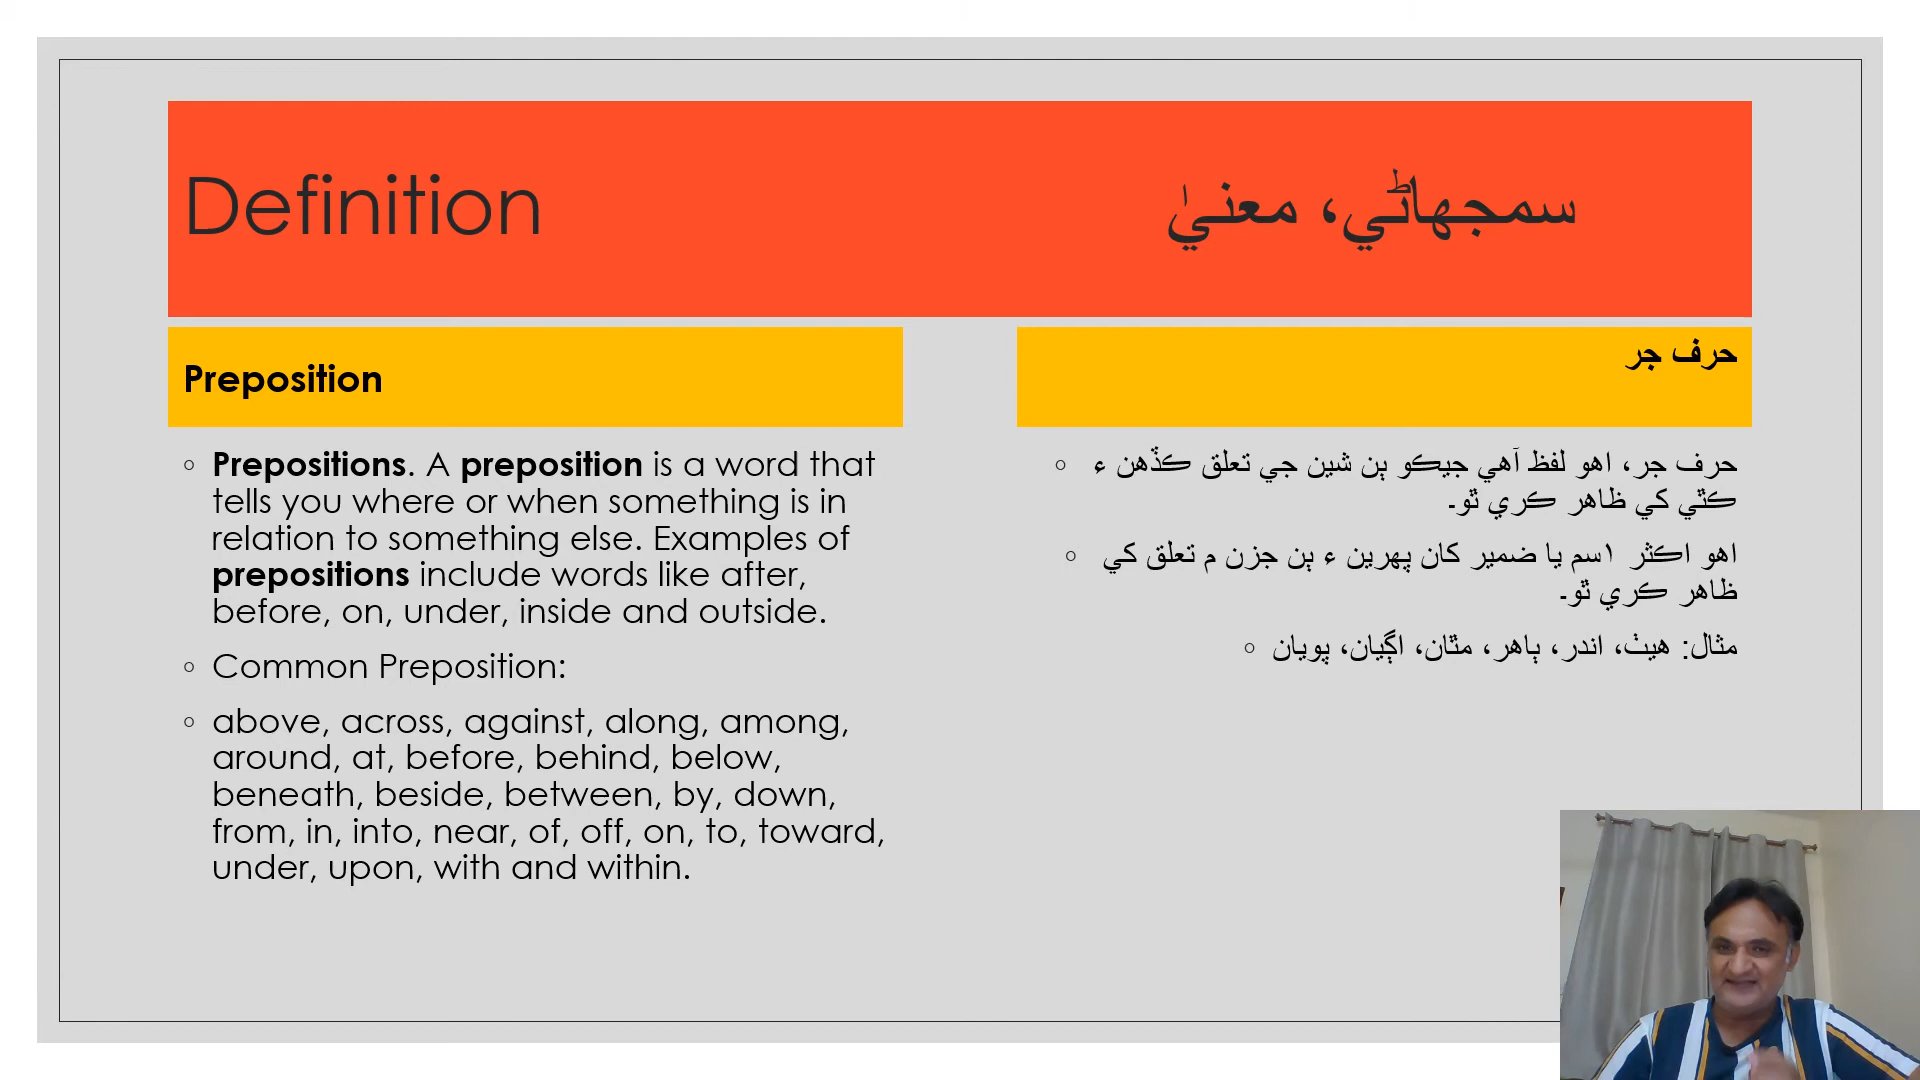 Definition
سمجهاڻي، معنيٰ
Preposition
Prepositions. A preposition is a word that
tells you where or when something is in
relation to something else. Examples of
prepositions include words like after,
before, on, under, inside and outside.
Common Preposition:
above, across, against, along, among,
around, at, before, behind, below,
beneath, beside, between, by, down,
from, in, into, near, of, off, on, to, toward,
under, upon, with and within.
حرف جر
حرف جر، اهو لفظ آهي جيڪو ٻن شين جي تعلق ڪڏهن ۽
ڪٿي کي ظاهر ڪري ٿو۔
اهو اڪثر ١سم يا ضمير کان پهرين ۽ ٻن جزن ۾ تعلق کي
ظاهر ڪري ٿو۔
مثال: هيٺ، اندر، ٻاهر، مٿان، اڳيان، پويان